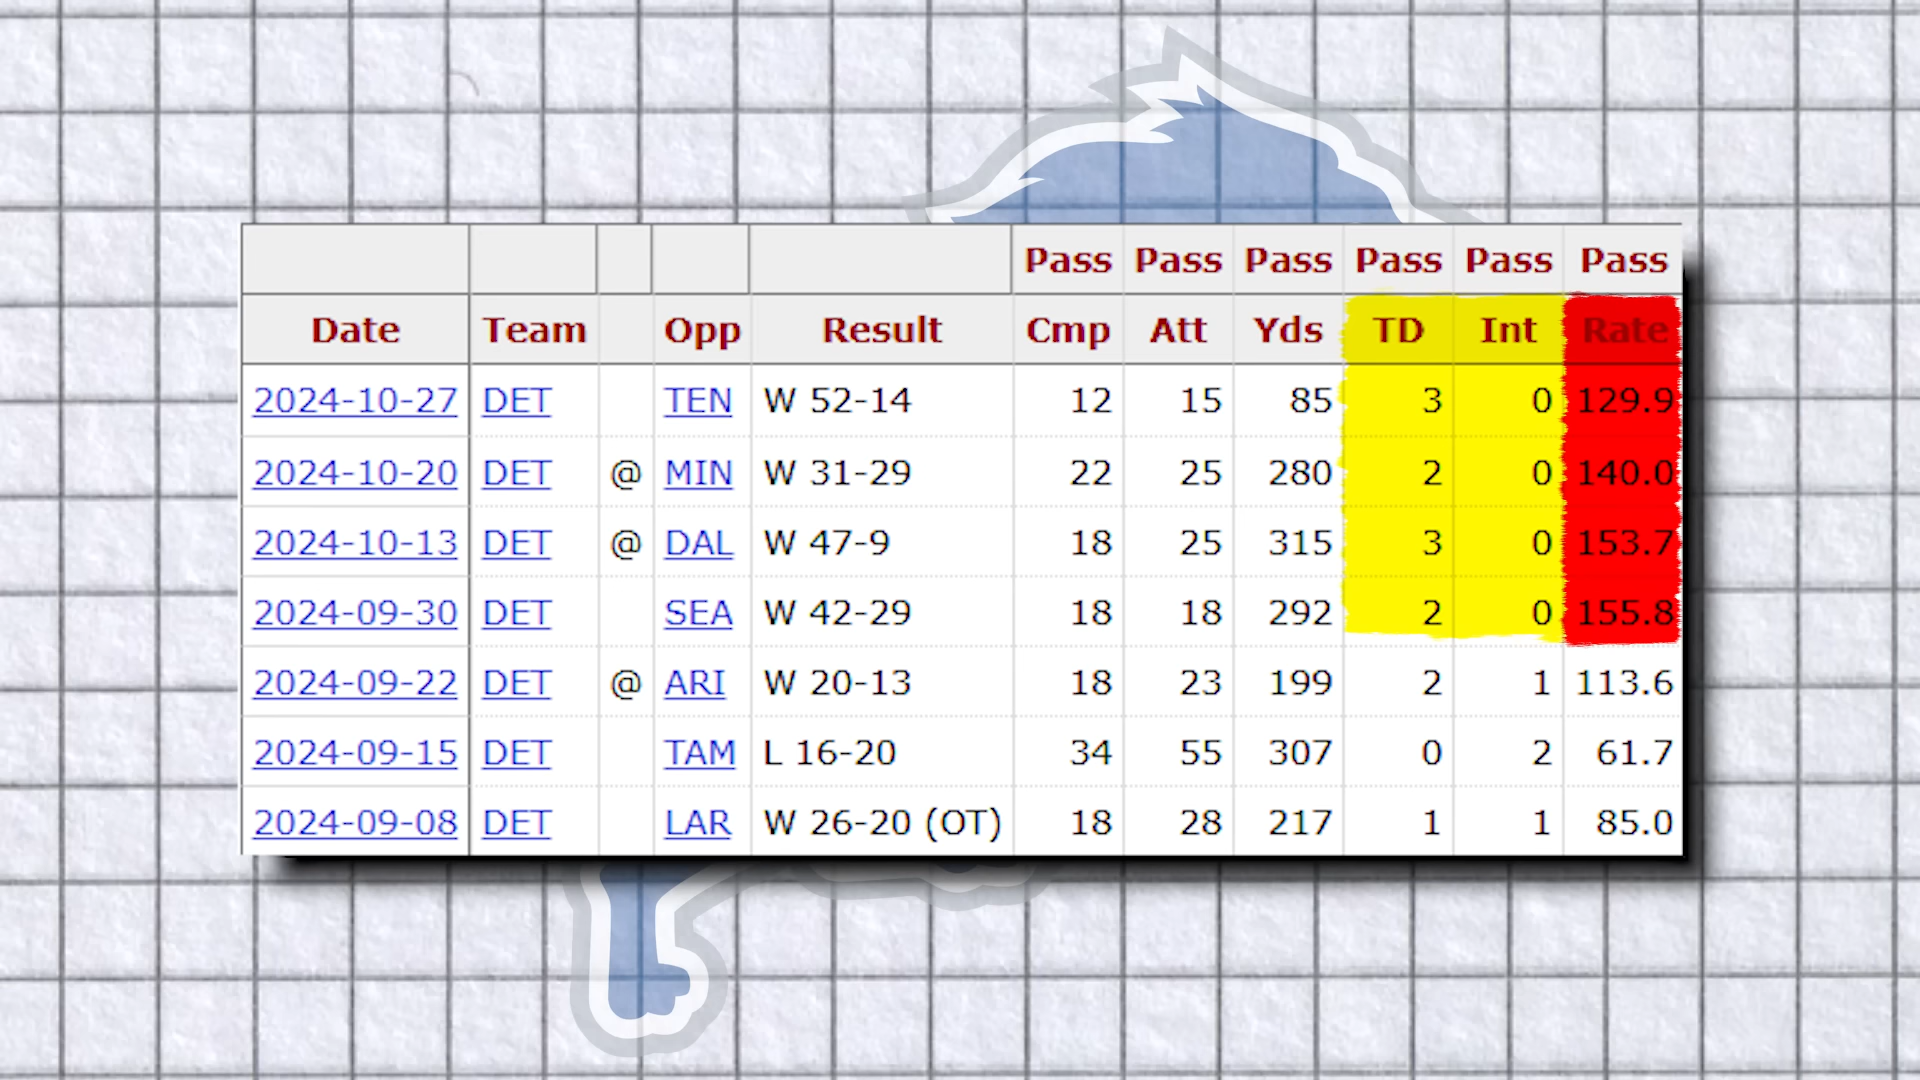 Pass Pass Pass Pass Pass Pass
Date Team Opp Result Cmp Att Yds TD Int Rate
2024-10-27 DET TEN W 52-14 12 15 85 3 0 129.9
2024-10-20 DET @ MIN W 31-29 22 25 280 2 0 140.0
2024-10-13 DET @ DAL W 47-9 18 25 315 3 0 153.7
2024-09-30 DET SEA W 42-29 18 18 292 2 0 155.8
2024-09-22 DET @ ARI W 20-13 18 23 199 2 1 113.6
2024-09-15 DET TAM L 16-20 34 55 307 0 2 61.7
2024-09-08 DET LAR W 26-20 (OT) 18 28 217 1 1 85.0